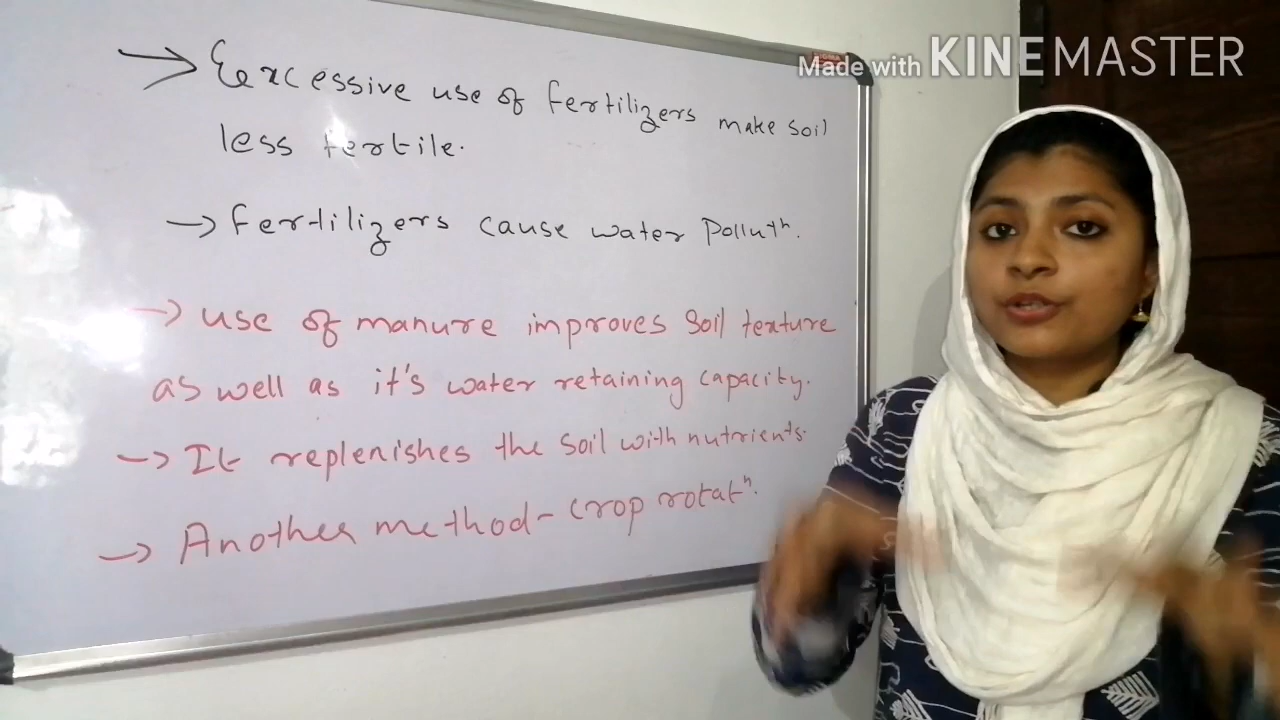 Made with KINEMASTER
→ Excessive use of fertilizers make soil
less fertile.
→ fertilizers cause water Pollutⁿ.
→ use of manure improves soil texture
as well as it's water retaining capacity.
→ It replenishes the soil with nutrients.
→ Another method - crop rotatⁿ.